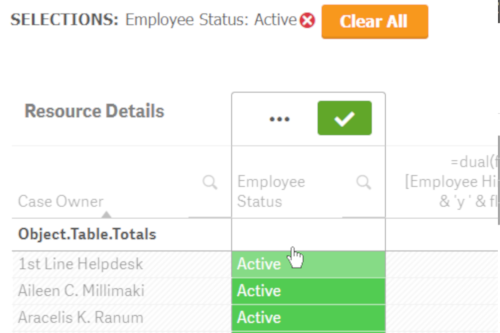 SELECTIONS: Employee Status: Active Clear All
Resource Details
•••
=dual(f
Case Owner Employee Status [Employee Hi
& 'y ' & fl
Object.Table.Totals
1st Line Helpdesk Active
Aileen C. Millimaki Active
Aracelis K. Ranum Active